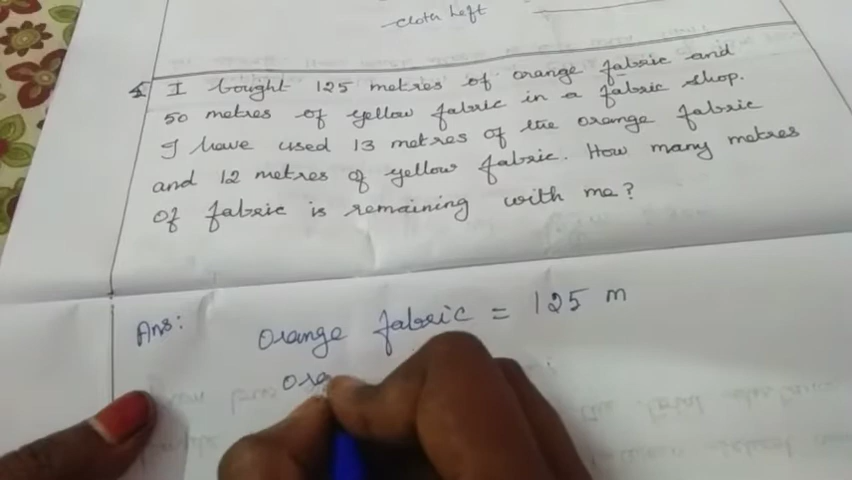 cloth left
5 I bought 125 metres of orange fabric and
50 metres of yellow fabric in a fabric shop.
I have used 13 metres of the orange fabric
and 12 metres of yellow fabric. How many metres
of fabric is remaining with me?
Ans: Orange fabric = 125 m
ora